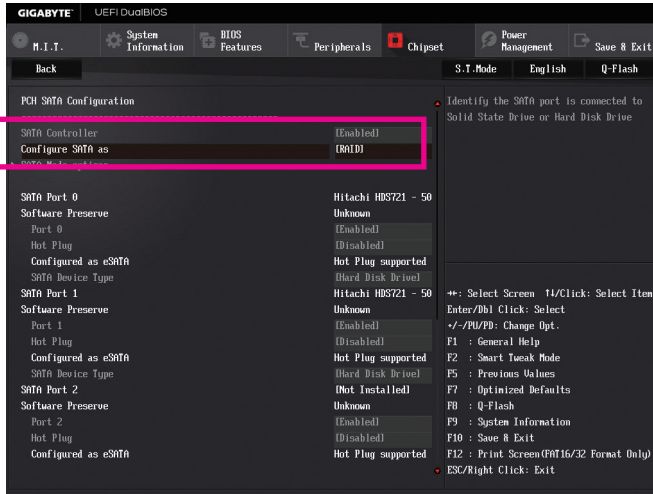 GIGABYTE™ UEFI DualBIOS
M.I.T. System Information BIOS Features Peripherals Chipset Power Management Save & Exit
Back S.T.Mode English Q-Flash
PCH SATA Configuration
SATA Controller [Enabled]
Configure SATA as [RAID]
SATA Mode options
SATA Port 0 Hitachi HDS721 - 50
Software Preserve Unknown
Port 0 [Enabled]
Hot Plug [Disabled]
Configured as eSATA Hot Plug supported
SATA Device Type [Hard Disk Drive]
SATA Port 1 Hitachi HDS721 - 50
Software Preserve Unknown
Port 1 [Enabled]
Hot Plug [Disabled]
Configured as eSATA Hot Plug supported
SATA Device Type [Hard Disk Drive]
SATA Port 2 [Not Installed]
Software Preserve Unknown
Port 2 [Enabled]
Hot Plug [Disabled]
Configured as eSATA Hot Plug supported
Identify the SATA port is connected to
Solid State Drive or Hard Disk Drive
→←: Select Screen ↑↓/Click: Select Item
Enter/Dbl Click: Select
+/-/PU/PD: Change Opt.
F1 : General Help
F2 : Smart Tweak Mode
F5 : Previous Values
F7 : Optimized Defaults
F8 : Q-Flash
F9 : System Information
F10 : Save & Exit
F12 : Print Screen(FAT16/32 Format Only)
ESC/Right Click: Exit